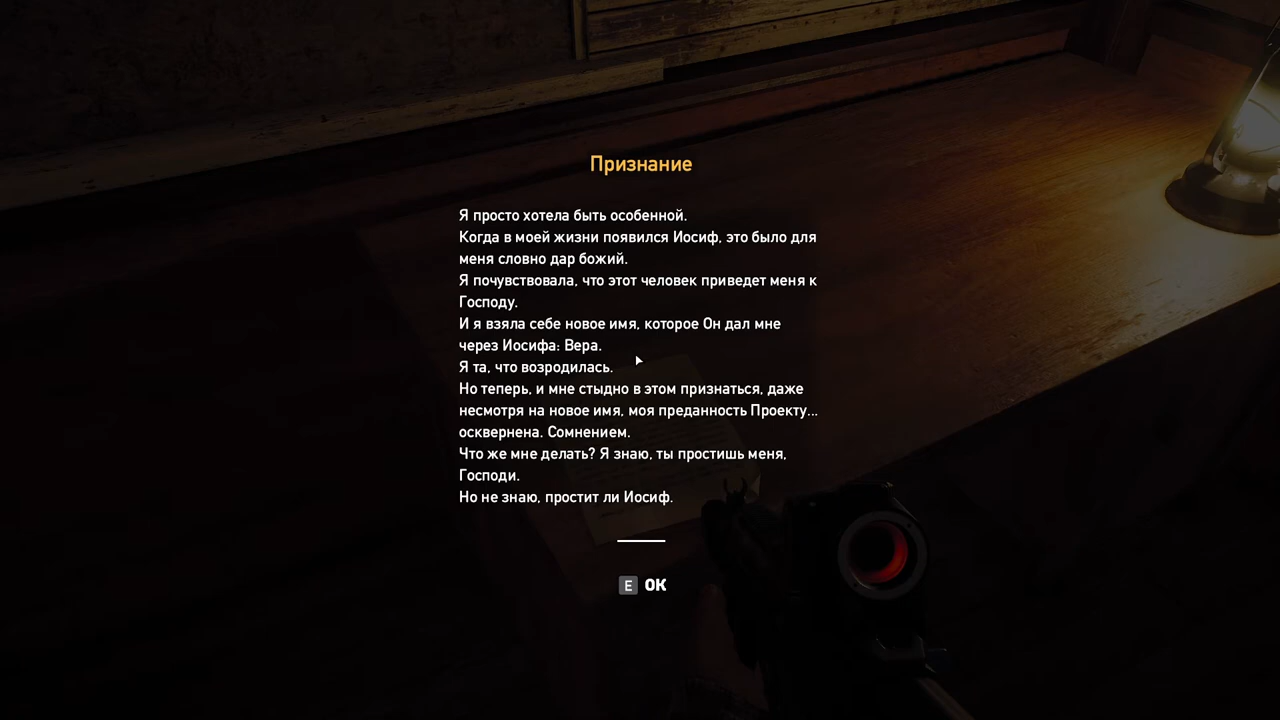 Признание
Я просто хотела быть особенной.
Когда в моей жизни появился Иосиф, это было для
меня словно дар божий.
Я почувствовала, что этот человек приведет меня к
Господу.
И я взяла себе новое имя, которое Он дал мне
через Иосифа: Вера.
Я та, что возродилась.
Но теперь, и мне стыдно в этом признаться, даже
несмотря на новое имя, моя преданность Проекту...
осквернена. Сомнением.
Что же мне делать? Я знаю, ты простишь меня,
Господи.
Но не знаю, простит ли Иосиф.
E OK